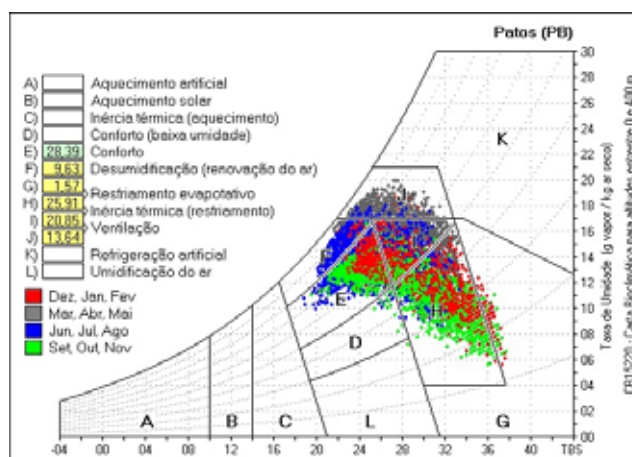 Patos (PB)
A) Aquecimento artificial
B) Aquecimento solar
C) Inércia térmica (aquecimento)
D) Conforto (baixa umidade)
E) 28.39 Conforto
F) 9.63 Desumidificação (renovação do ar)
G) 1.57 Resfriamento evaporativo
H) 25.91 Inércia térmica (resfriamento)
I) 20.85 Ventilação
J) 13.64
K) Refrigeração artificial
L) Umidificação do ar
Dez, Jan, Fev
Mar, Abr, Mai
Jun, Jul, Ago
Set, Out, Nov
K
E
H
D
A B C L G
30
28
26
24
22
20
18
16
14
12
10
08
06
04
02
00
-04 00 04 08 12 16 20 24 28 32 36 40 TBS
Taxa de Umidade (g vapor / kg ar seco)